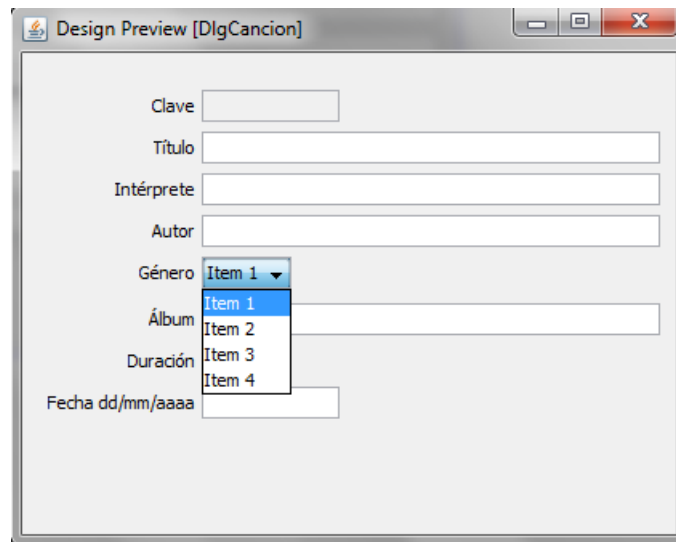 Design Preview [DlgCancion]
Clave
Título
Intérprete
Autor
Género Item 1
Item 1
Álbum
Item 2
Duración Item 3
Item 4
Fecha dd/mm/aaaa